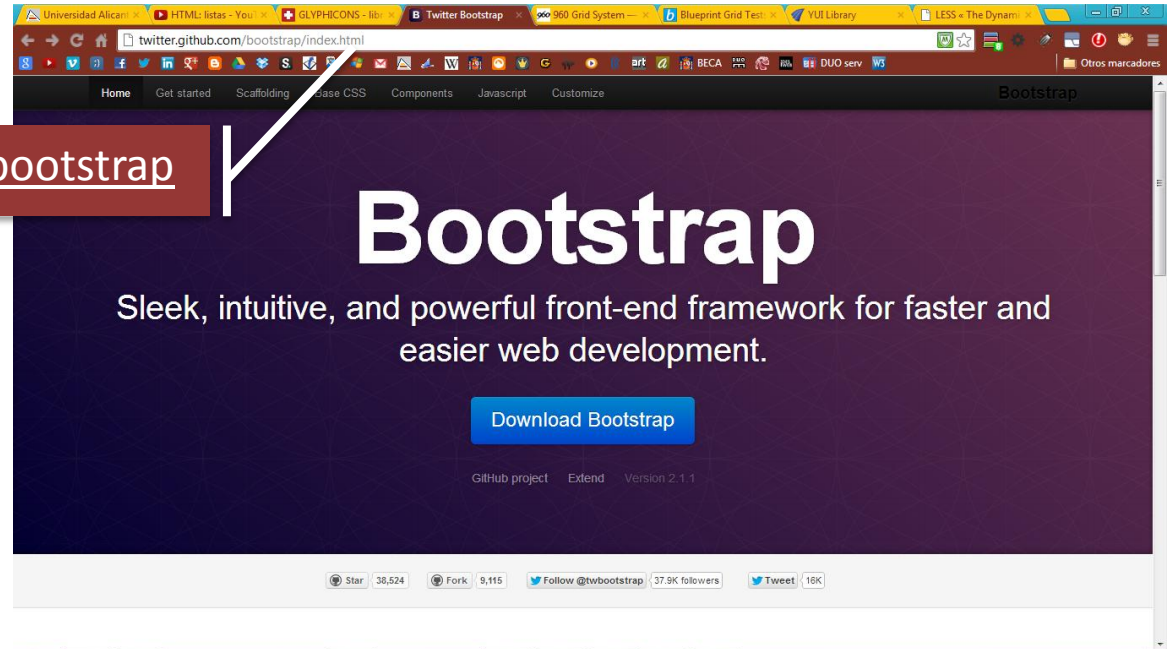 Universidad Alicant
HTML: listas - You
GLYPHICONS - libr
Twitter Bootstrap
960 Grid System —
Blueprint Grid Test:
YUI Library
LESS « The Dynami
twitter.github.com/bootstrap/index.html
BECA
DUO serv
Otros marcadores
Home Get started Scaffolding Base CSS Components Javascript Customize Bootstrap
bootstrap
Bootstrap
Sleek, intuitive, and powerful front-end framework for faster and
easier web development.
Download Bootstrap
GitHub project Extend Version 2.1.1
Star 38,524 Fork 9,115 Follow @twbootstrap 37.9K followers Tweet 16K